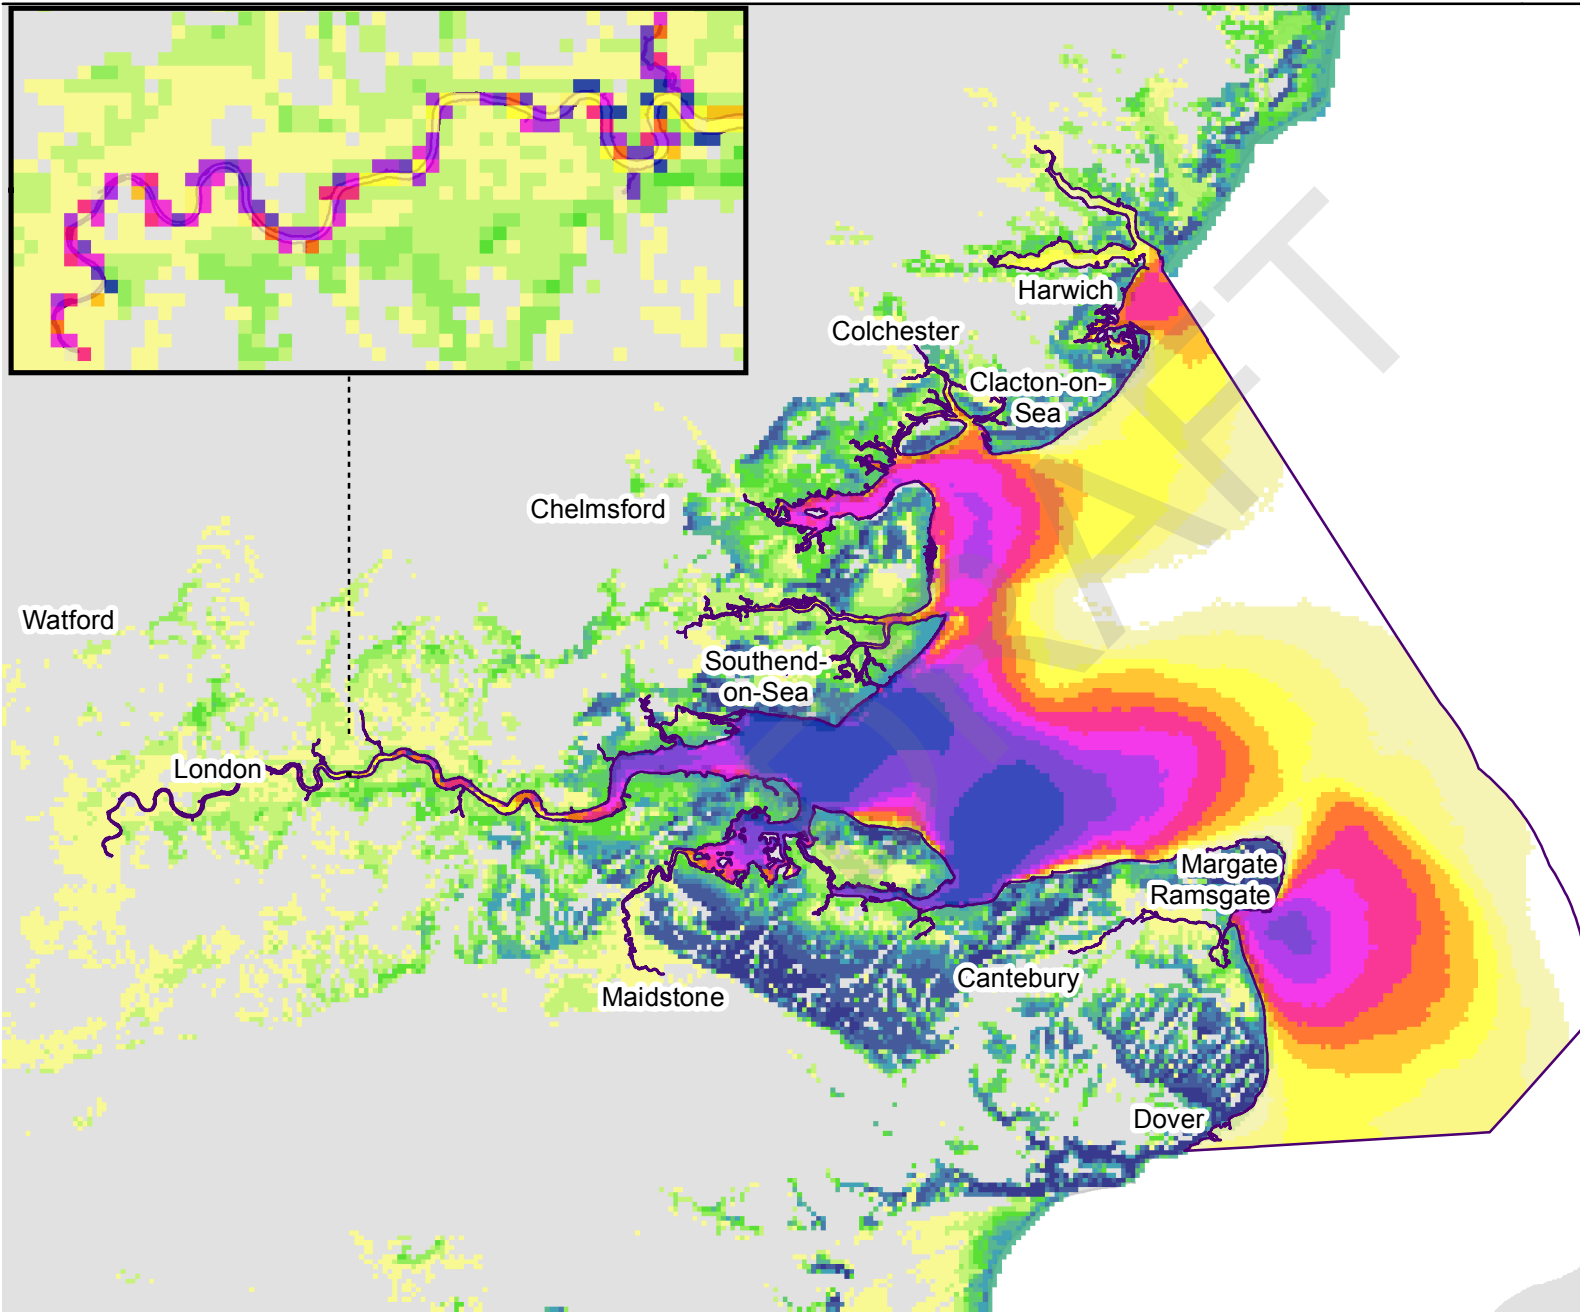 Harwich
Colchester
Clacton-on-
Sea
Chelmsford
Watford
Southend-
on-Sea
London
Margate
Ramsgate
Cantebury
Maidstone
Dover
DRAFT